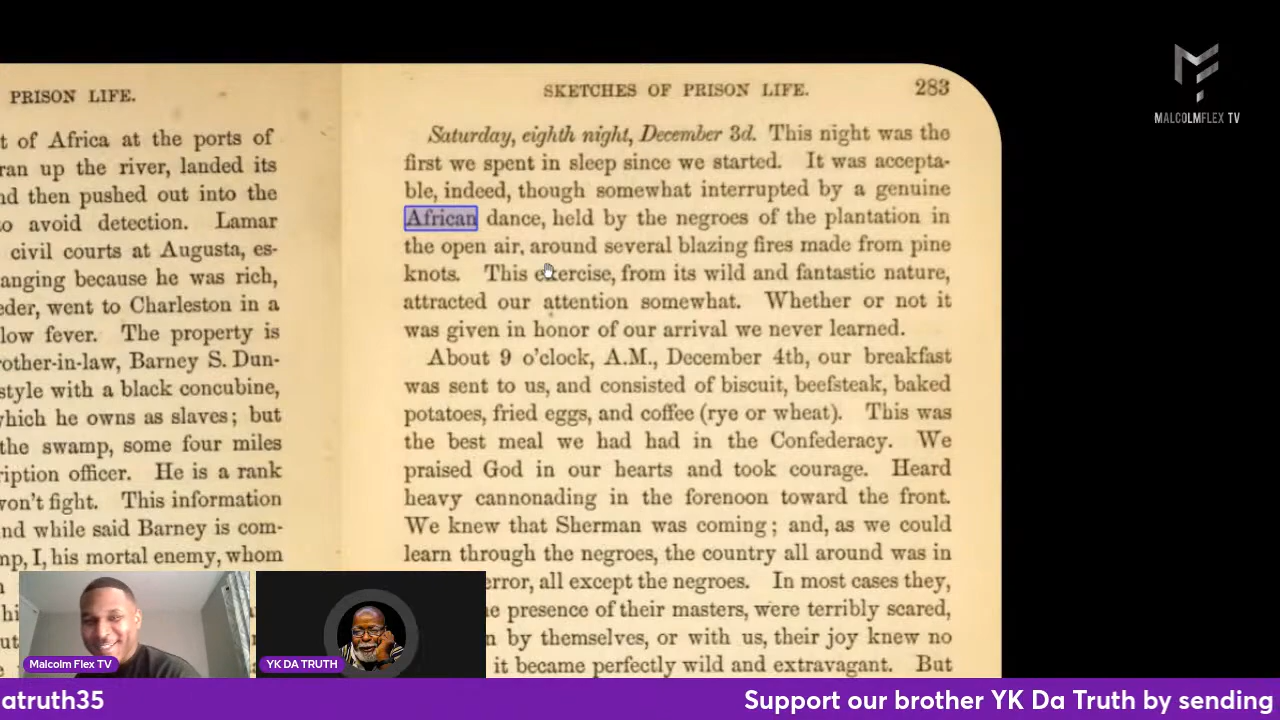 MALCOLMFLEX TV
PRISON LIFE.
t of Africa at the ports of
ran up the river, landed its
nd then pushed out into the
to avoid detection. Lamar
civil courts at Augusta, es-
anging because he was rich,
eder, went to Charleston in a
low fever. The property is
rother-in-law, Barney S. Dun-
style with a black concubine,
which he owns as slaves; but
the swamp, some four miles
ription officer. He is a rank
won't fight. This information
nd while said Barney is com-
mp, I, his mortal enemy, whom
SKETCHES OF PRISON LIFE. 283
Saturday, eighth night, December 3d. This night was the
first we spent in sleep since we started. It was accepta-
ble, indeed, though somewhat interrupted by a genuine
African dance, held by the negroes of the plantation in
the open air, around several blazing fires made from pine
knots. This exercise, from its wild and fantastic nature,
attracted our attention somewhat. Whether or not it
was given in honor of our arrival we never learned.
About 9 o'clock, A.M., December 4th, our breakfast
was sent to us, and consisted of biscuit, beefsteak, baked
potatoes, fried eggs, and coffee (rye or wheat). This was
the best meal we had had in the Confederacy. We
praised God in our hearts and took courage. Heard
heavy cannonading in the forenoon toward the front.
We knew that Sherman was coming; and, as we could
learn through the negroes, the country all around was in
error, all except the negroes. In most cases they,
e presence of their masters, were terribly scared,
n by themselves, or with us, their joy knew no
it became perfectly wild and extravagant. But
Malcolm Flex TV
YK DA TRUTH
atruth35
Support our brother YK Da Truth by sending